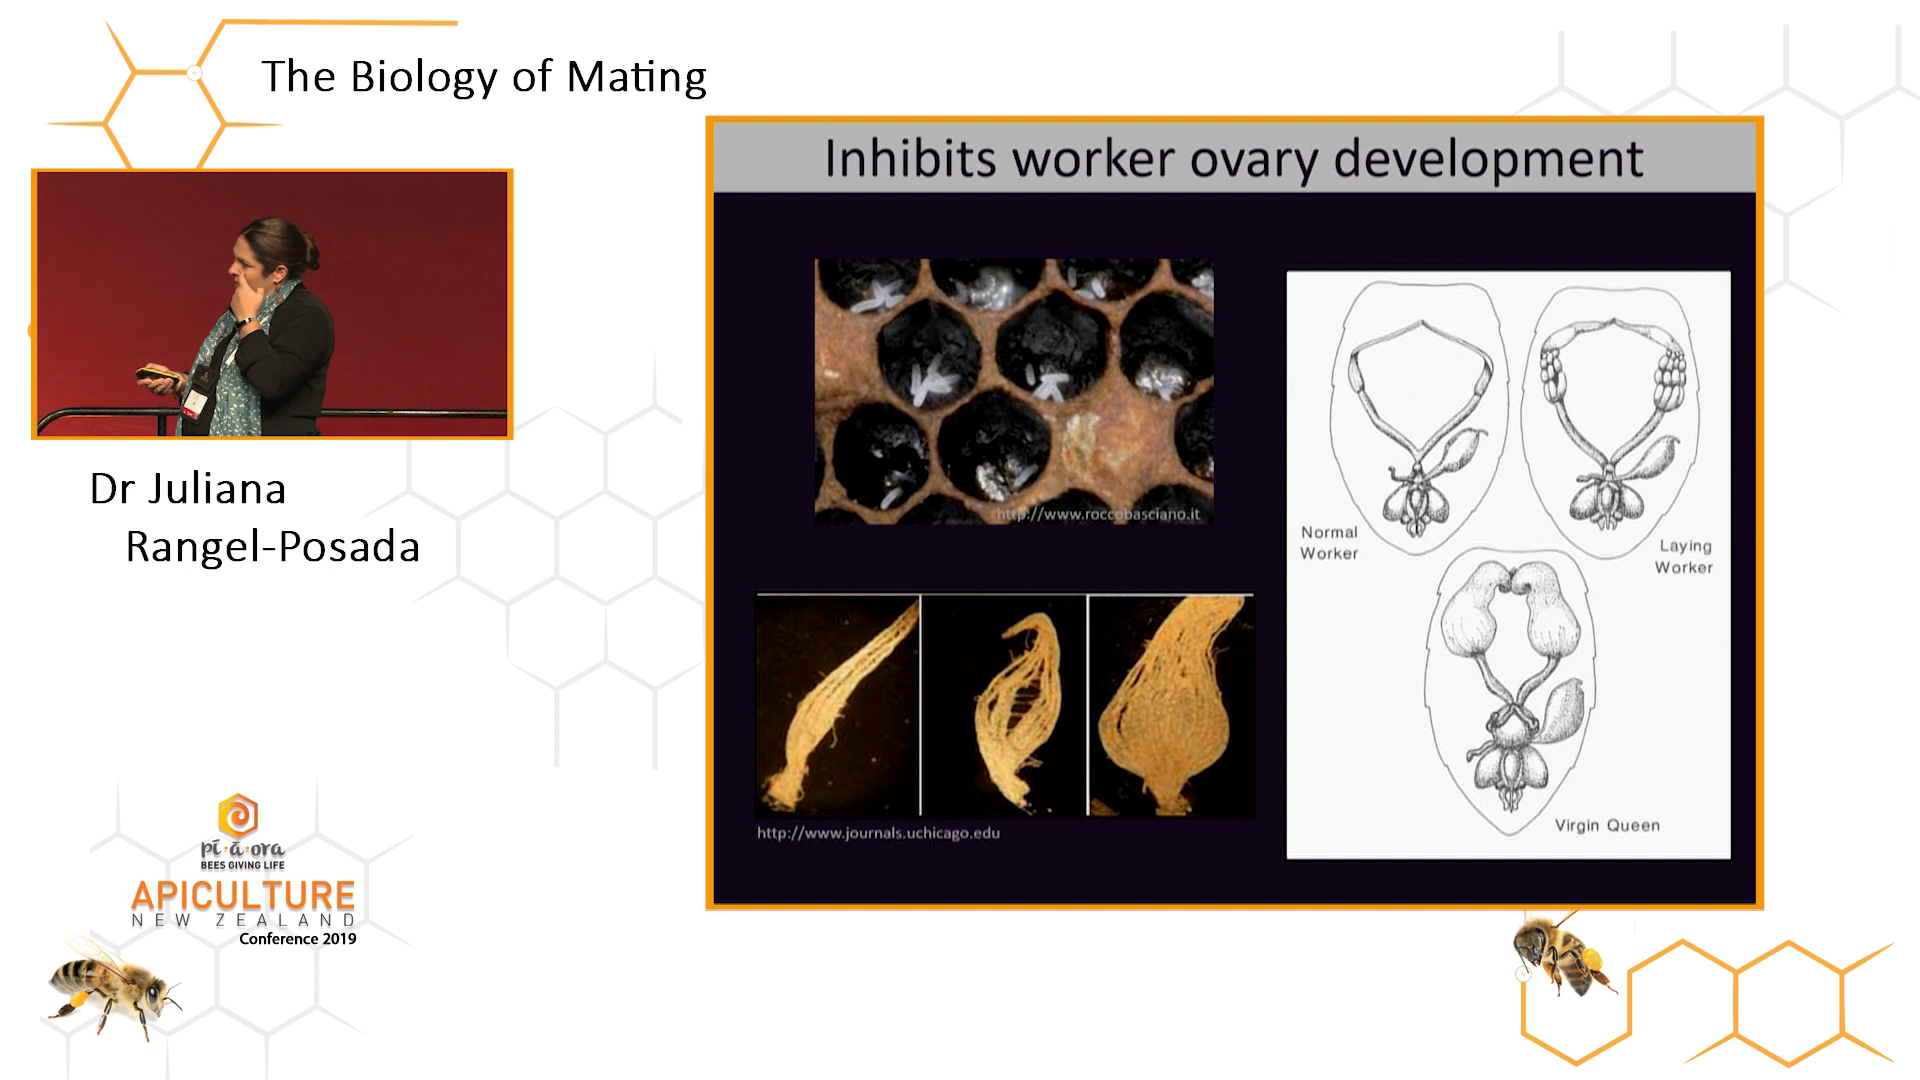 The Biology of Mating
Inhibits worker ovary development
http://www.roccobasciano.it
Normal
Worker
Laying
Worker
Virgin Queen
http://www.journals.uchicago.edu
Dr Juliana
Rangel-Posada
pī·ā·ora
BEES GIVING LIFE
APICULTURE
NEW ZEALAND
Conference 2019